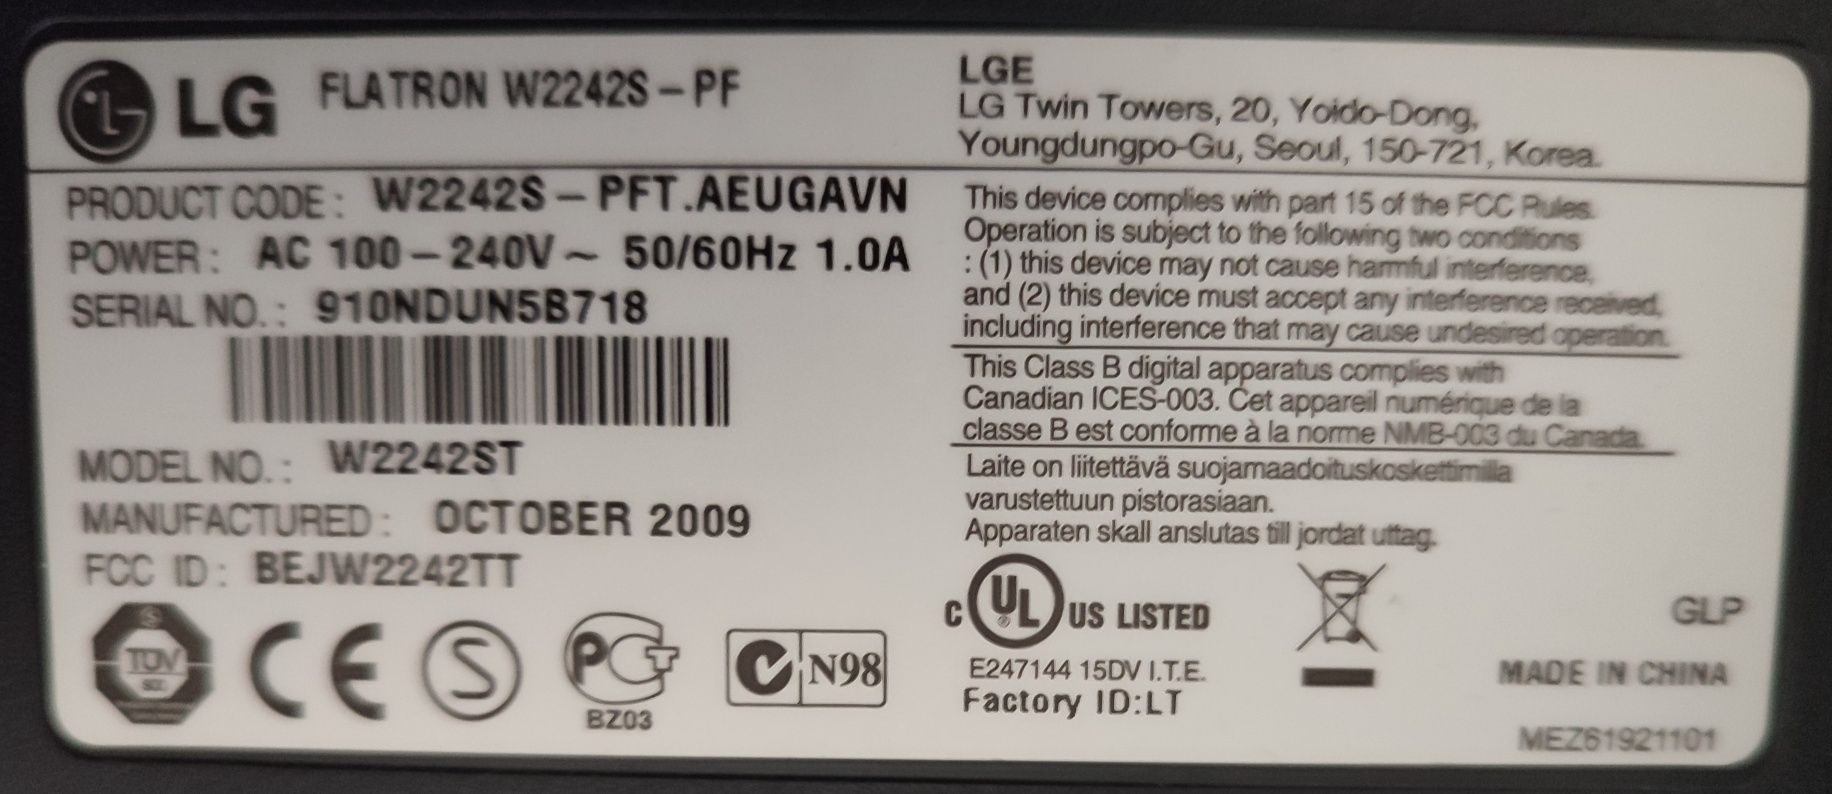 LG FLATRON W2242S-PF
LGE
LG Twin Towers, 20, Yoido-Dong,
Youngdungpo-Gu, Seoul, 150-721, Korea.
PRODUCT CODE: W2242S-PFT.AEUGAVN
POWER: AC 100-240V~ 50/60Hz 1.0A
SERIAL NO.: 910NDUN5B718
MODEL NO.: W2242ST
MANUFACTURED: OCTOBER 2009
FCC ID: BEJW2242TT
S
TÜV
CE
S
PCT
BZ03
N98
This device complies with part 15 of the FCC Rules.
Operation is subject to the following two conditions
: (1) this device may not cause harmful interference,
and (2) this device must accept any interference received,
including interference that may cause undesired operation.
This Class B digital apparatus complies with
Canadian ICES-003. Cet appareil numérique de la
classe B est conforme à la norme NMB-003 du Canada.
Laite on liitettävä suojamaadoituskoskettimilla
varustettuun pistorasiaan.
Apparaten skall anslutas till jordat uttag.
C UL ® US LISTED
E247144 15DV I.T.E.
Factory ID:LT
GLP
MADE IN CHINA
MEZ61921101